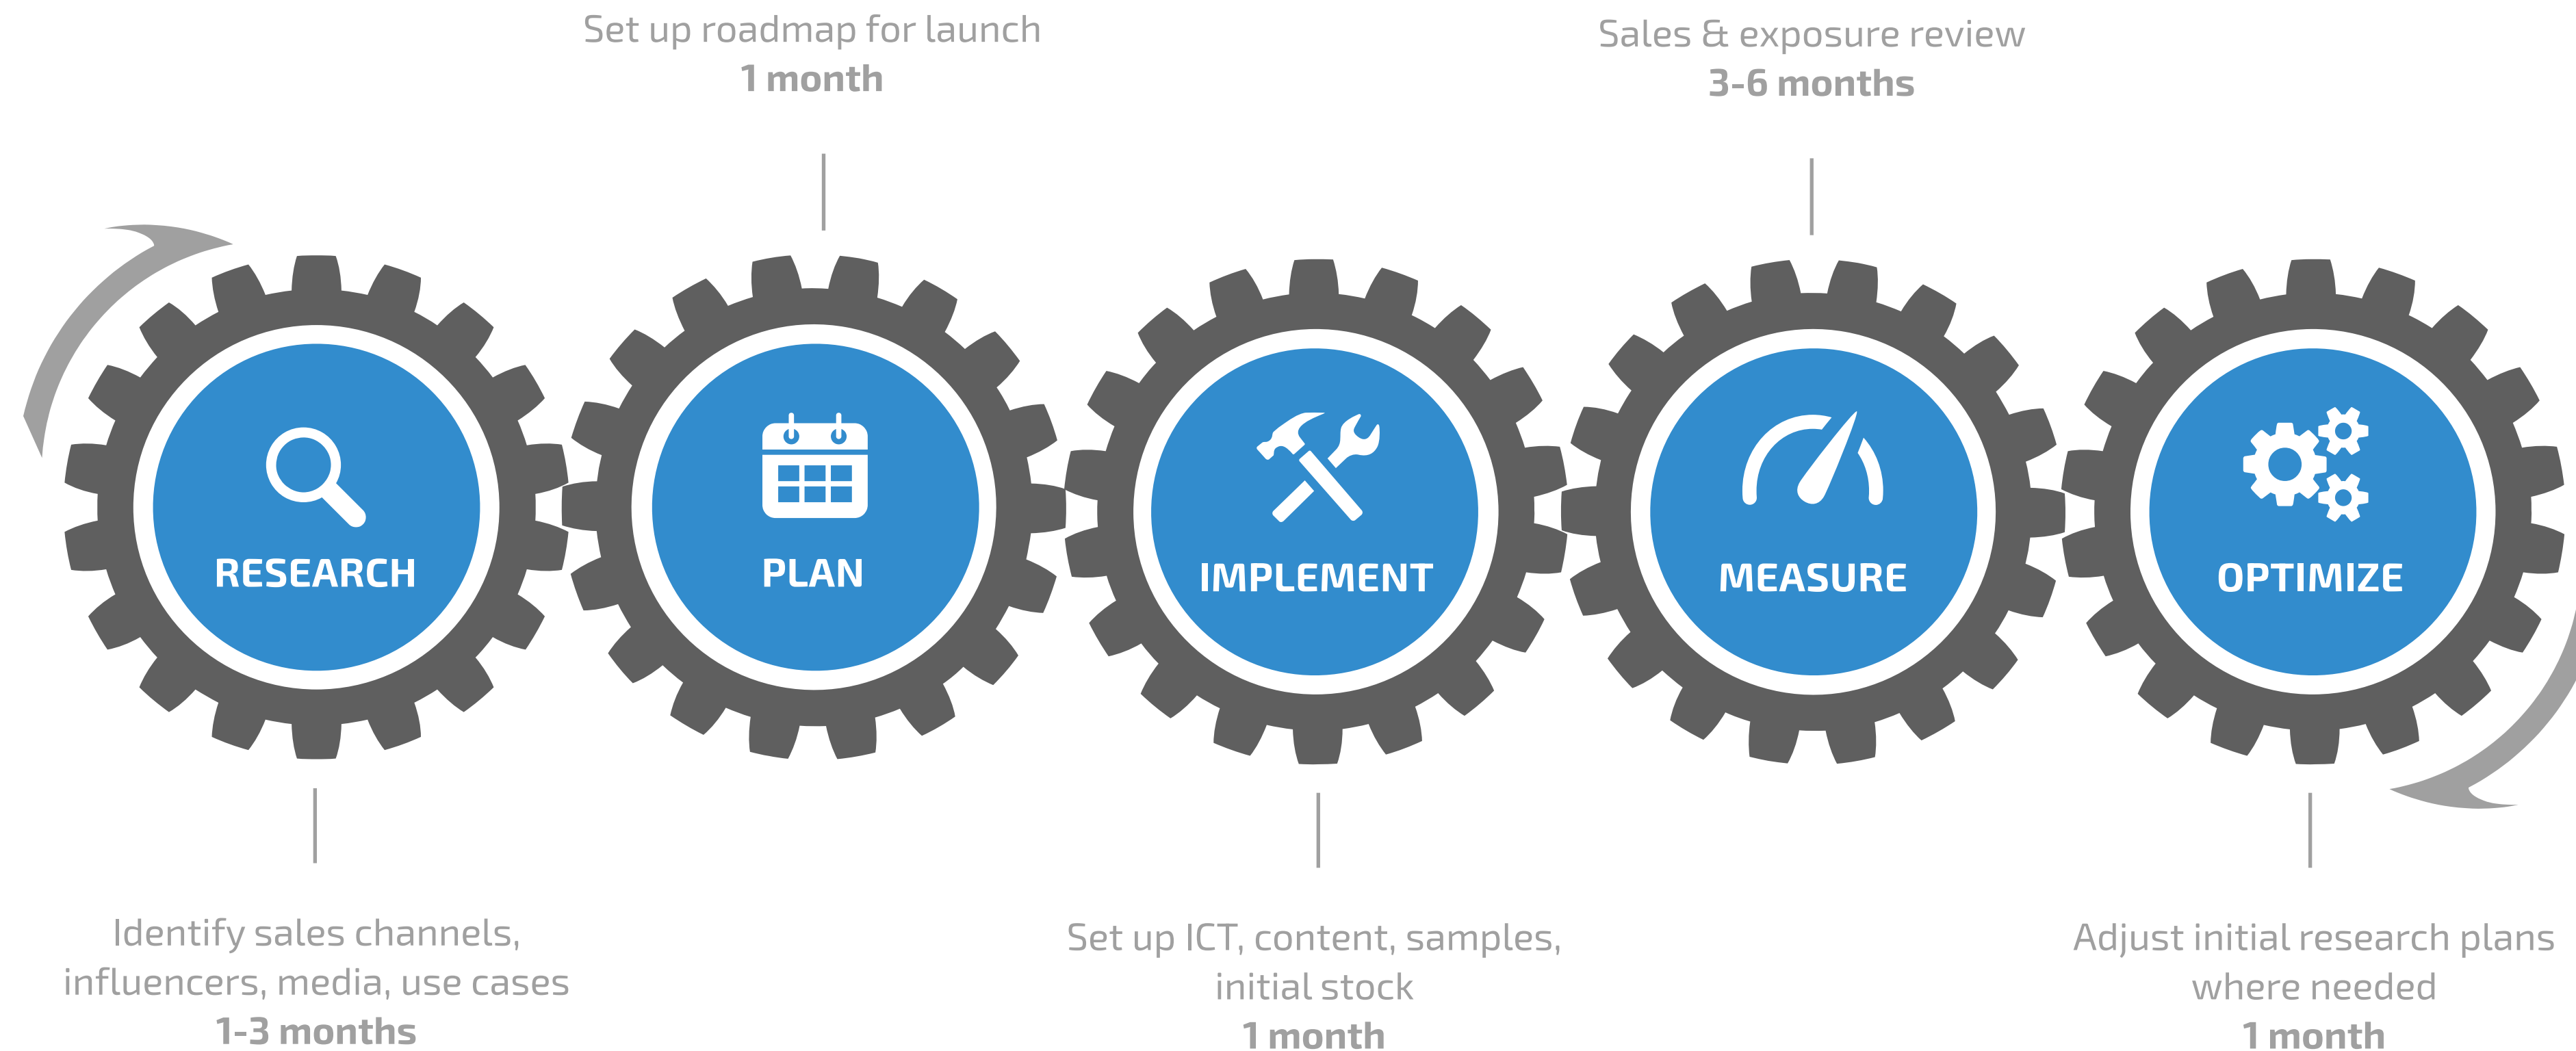 Set up roadmap for launch
1 month
Sales & exposure review
3-6 months
RESEARCH
PLAN
IMPLEMENT
MEASURE
OPTIMIZE
Identify sales channels,
influencers, media, use cases
1-3 months
Set up ICT, content, samples,
initial stock
1 month
Adjust initial research plans
where needed
1 month